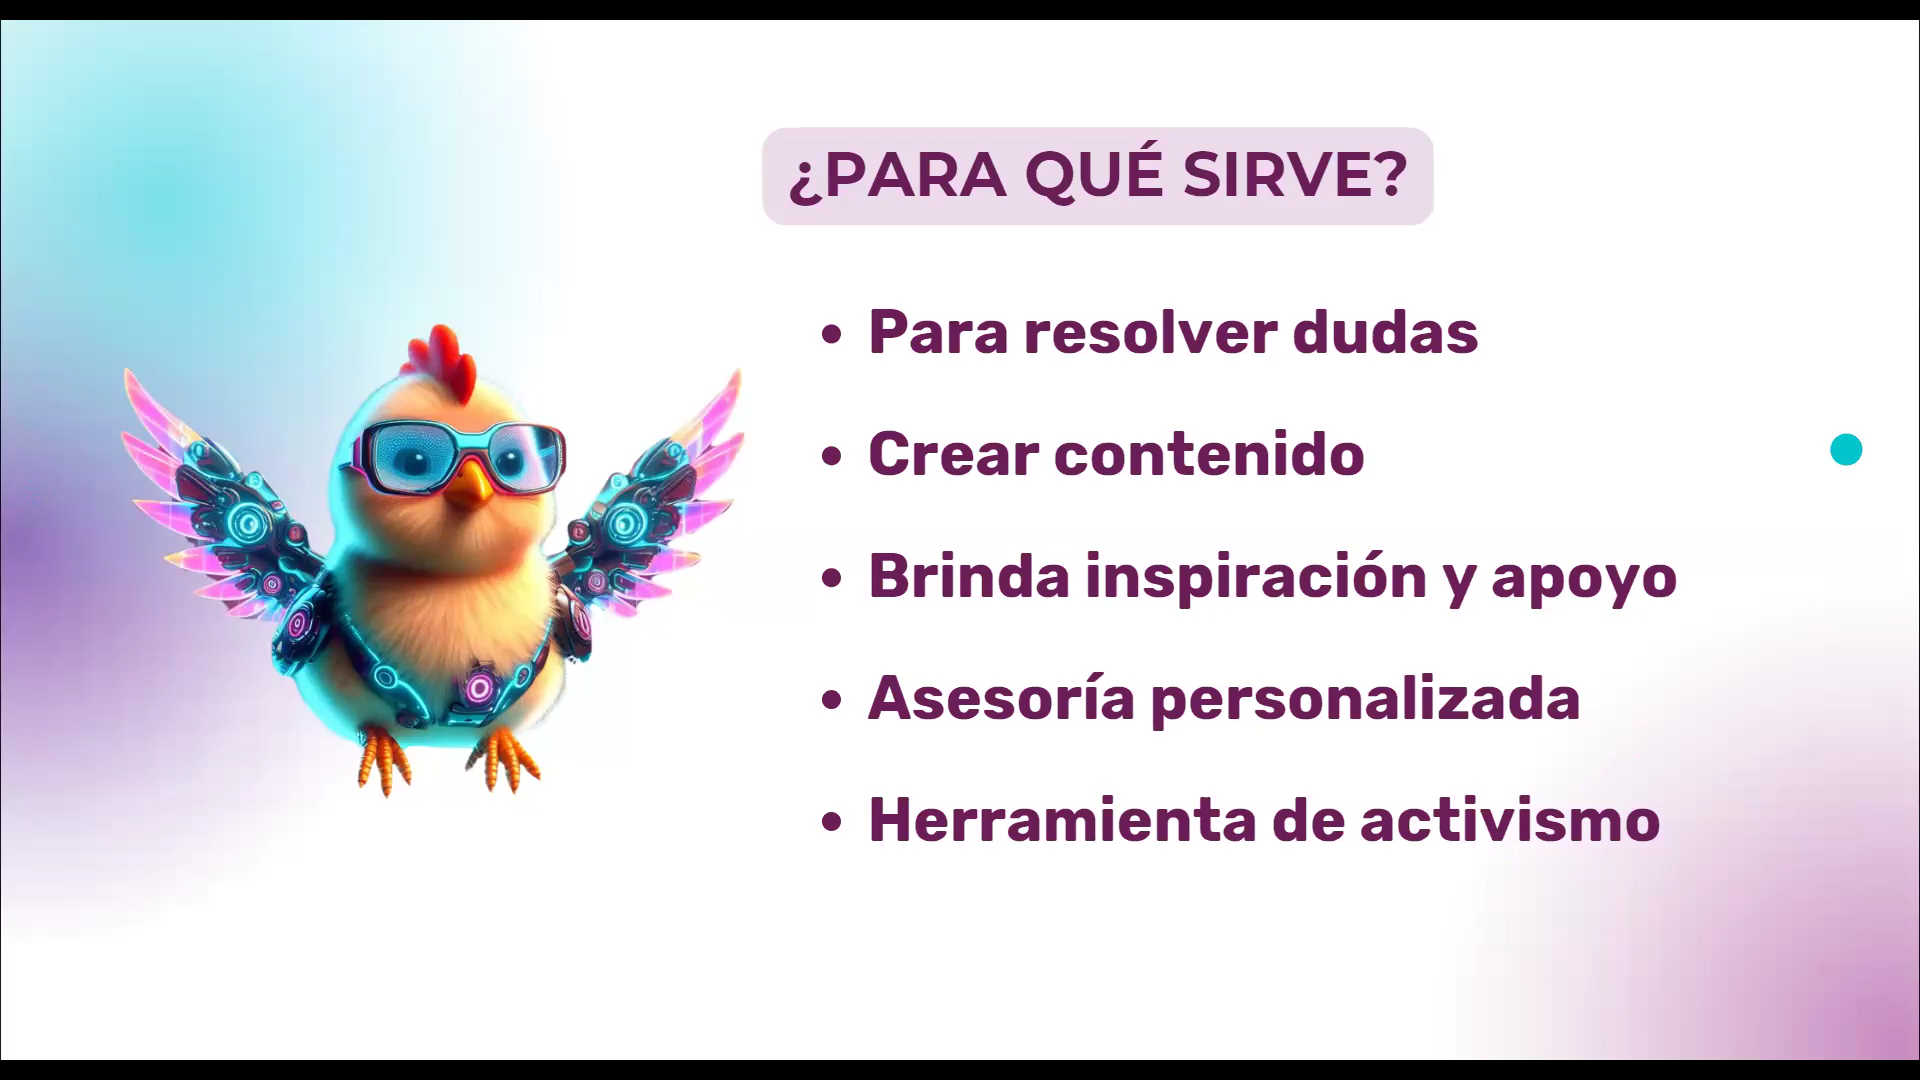 ¿PARA QUÉ SIRVE?
• Para resolver dudas
• Crear contenido
• Brinda inspiración y apoyo
• Asesoría personalizada
• Herramienta de activismo